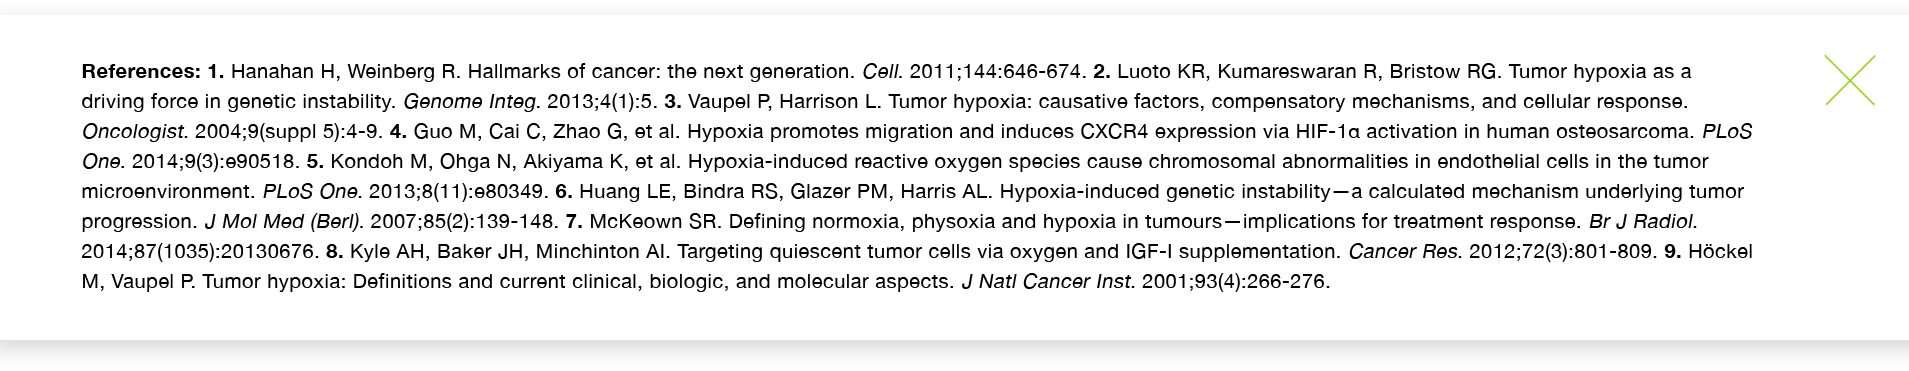 References: 1. Hanahan H, Weinberg R. Hallmarks of cancer: the next generation. Cell. 2011;144:646-674. 2. Luoto KR, Kumareswaran R, Bristow RG. Tumor hypoxia as a
driving force in genetic instability. Genome Integ. 2013;4(1):5. 3. Vaupel P, Harrison L. Tumor hypoxia: causative factors, compensatory mechanisms, and cellular response.
Oncologist. 2004;9(suppl 5):4-9. 4. Guo M, Cai C, Zhao G, et al. Hypoxia promotes migration and induces CXCR4 expression via HIF-1α activation in human osteosarcoma. PLoS
One. 2014;9(3):e90518. 5. Kondoh M, Ohga N, Akiyama K, et al. Hypoxia-induced reactive oxygen species cause chromosomal abnormalities in endothelial cells in the tumor
microenvironment. PLoS One. 2013;8(11):e80349. 6. Huang LE, Bindra RS, Glazer PM, Harris AL. Hypoxia-induced genetic instability—a calculated mechanism underlying tumor
progression. J Mol Med (Berl). 2007;85(2):139-148. 7. McKeown SR. Defining normoxia, physoxia and hypoxia in tumours—implications for treatment response. Br J Radiol.
2014;87(1035):20130676. 8. Kyle AH, Baker JH, Minchinton AI. Targeting quiescent tumor cells via oxygen and IGF-I supplementation. Cancer Res. 2012;72(3):801-809. 9. Höckel
M, Vaupel P. Tumor hypoxia: Definitions and current clinical, biologic, and molecular aspects. J Natl Cancer Inst. 2001;93(4):266-276.